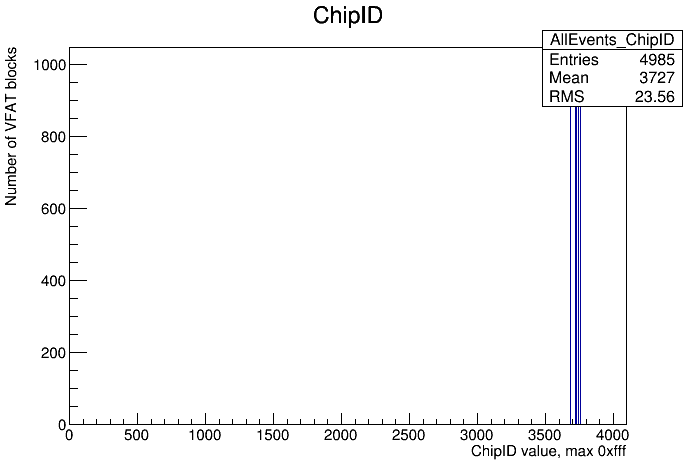 ChipID
AllEvents_ChipID
Entries 4985
Mean 3727
RMS 23.56
Number of VFAT blocks
1000
800
600
400
200
0
0 500 1000 1500 2000 2500 3000 3500 4000
ChipID value, max 0xfff